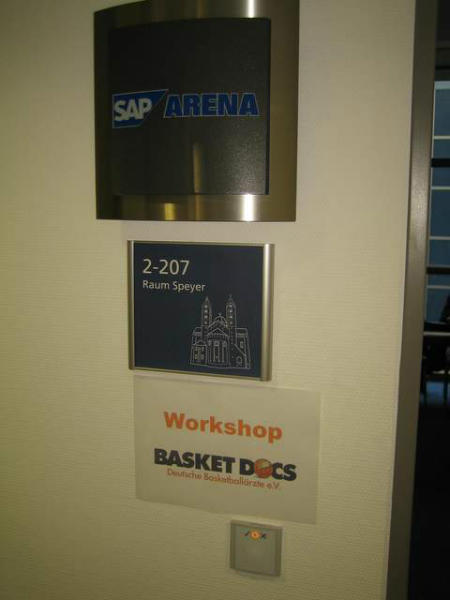 SAP ARENA
2-207
Raum Speyer
Workshop
BASKET DOCS
Deutsche Basketballärzte e.V.